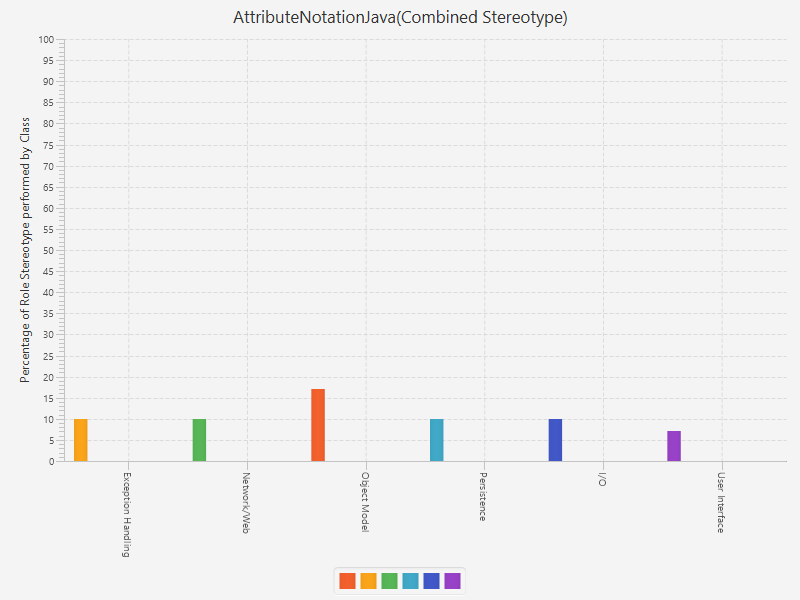 AttributeNotationJava(Combined Stereotype)
Percentage of Role Stereotype performed by Class
100
95
90
85
80
75
70
65
60
55
50
45
40
35
30
25
20
15
10
5
0
Exception Handling
Network/Web
Object Model
Persistence
I/O
User Interface